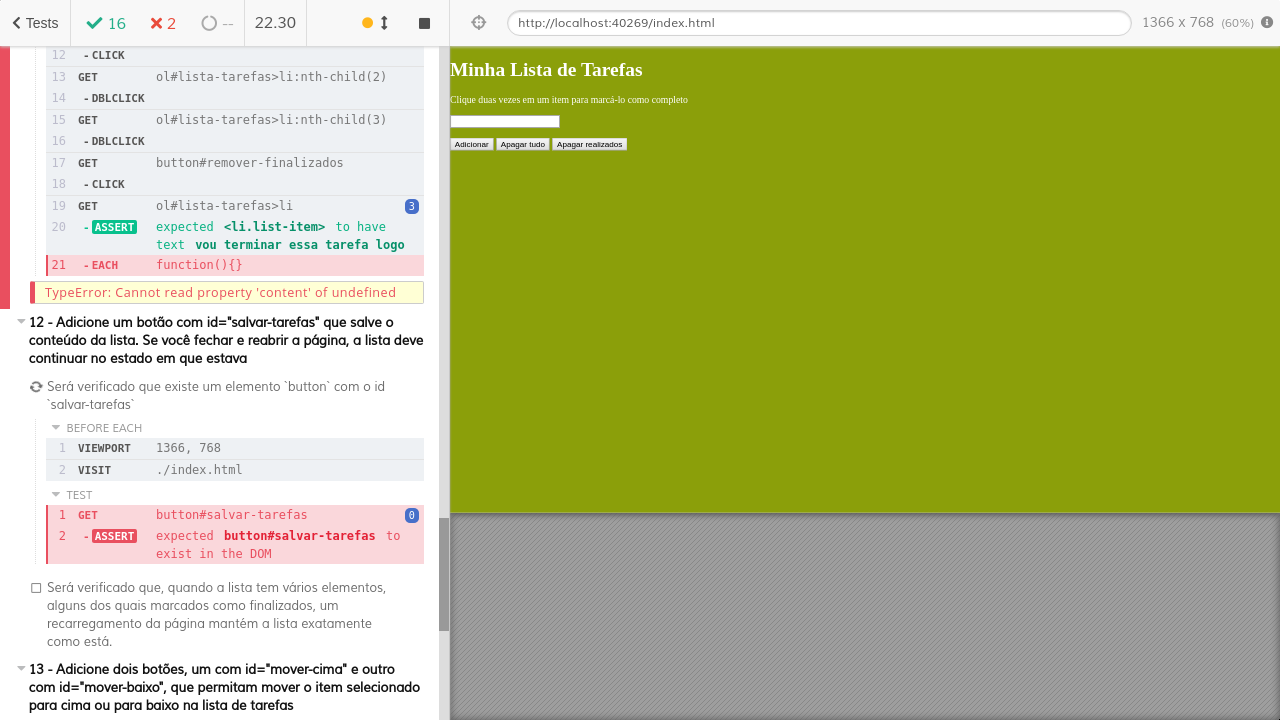 Tests
16
2
--
22.30
http://localhost:40269/index.html
1366 x 768 (60%)
12 - CLICK
13 GET ol#lista-tarefas>li:nth-child(2)
14 - DBLCLICK
15 GET ol#lista-tarefas>li:nth-child(3)
16 - DBLCLICK
17 GET button#remover-finalizados
18 - CLICK
19 GET ol#lista-tarefas>li 3
20 - ASSERT expected <li.list-item> to have
text vou terminar essa tarefa logo
21 - EACH function(){}
TypeError: Cannot read property 'content' of undefined
12 - Adicione um botão com id="salvar-tarefas" que salve o
conteúdo da lista. Se você fechar e reabrir a página, a lista deve
continuar no estado em que estava
Será verificado que existe um elemento `button` com o id
`salvar-tarefas`
BEFORE EACH
1 VIEWPORT 1366, 768
2 VISIT ./index.html
TEST
1 GET button#salvar-tarefas 0
2 - ASSERT expected button#salvar-tarefas to
exist in the DOM
Será verificado que, quando a lista tem vários elementos,
alguns dos quais marcados como finalizados, um
recarregamento da página mantém a lista exatamente
como está.
13 - Adicione dois botões, um com id="mover-cima" e outro
com id="mover-baixo", que permitam mover o item selecionado
para cima ou para baixo na lista de tarefas
Minha Lista de Tarefas
Clique duas vezes em um item para marcá-lo como completo
Adicionar Apagar tudo Apagar realizados